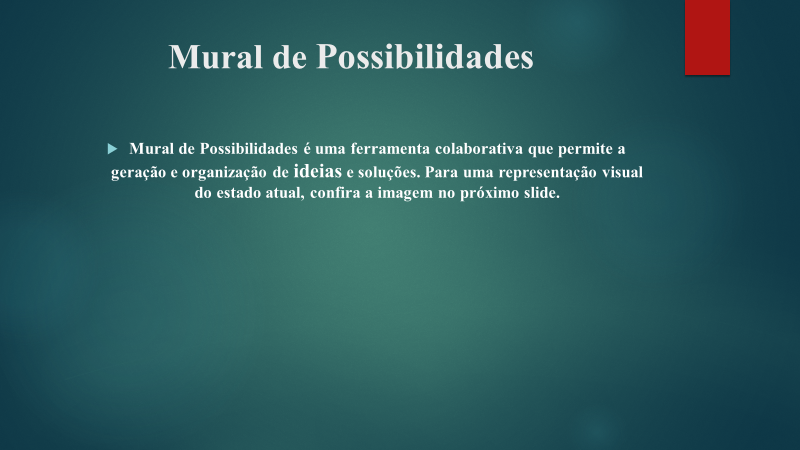 Mural de Possibilidades
Mural de Possibilidades é uma ferramenta colaborativa que permite a
geração e organização de ideias e soluções. Para uma representação visual
do estado atual, confira a imagem no próximo slide.